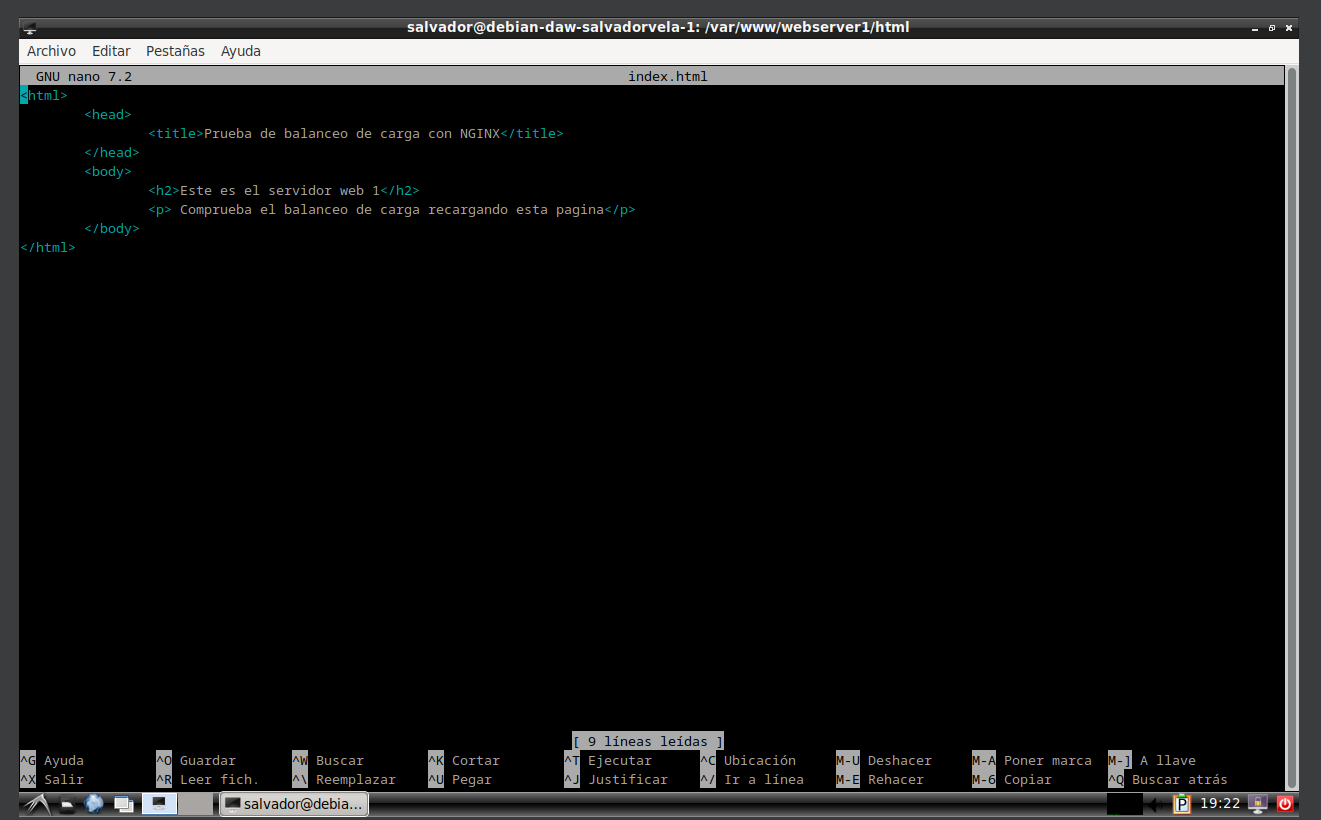 salvador@debian-daw-salvadorvela-1: /var/www/webserver1/html
Archivo Editar Pestañas Ayuda
GNU nano 7.2 index.html
<html>
<head>
<title>Prueba de balanceo de carga con NGINX</title>
</head>
<body>
<h2>Este es el servidor web 1</h2>
<p> Comprueba el balanceo de carga recargando esta pagina</p>
</body>
</html>
[ 9 líneas leídas ]
^G Ayuda ^O Guardar ^W Buscar ^K Cortar ^T Ejecutar ^C Ubicación M-U Deshacer M-A Poner marca M-] A llave
^X Salir ^R Leer fich. ^\ Reemplazar ^U Pegar ^J Justificar ^/ Ir a línea M-E Rehacer M-6 Copiar ^Q Buscar atrás
salvador@debia... P 19:22